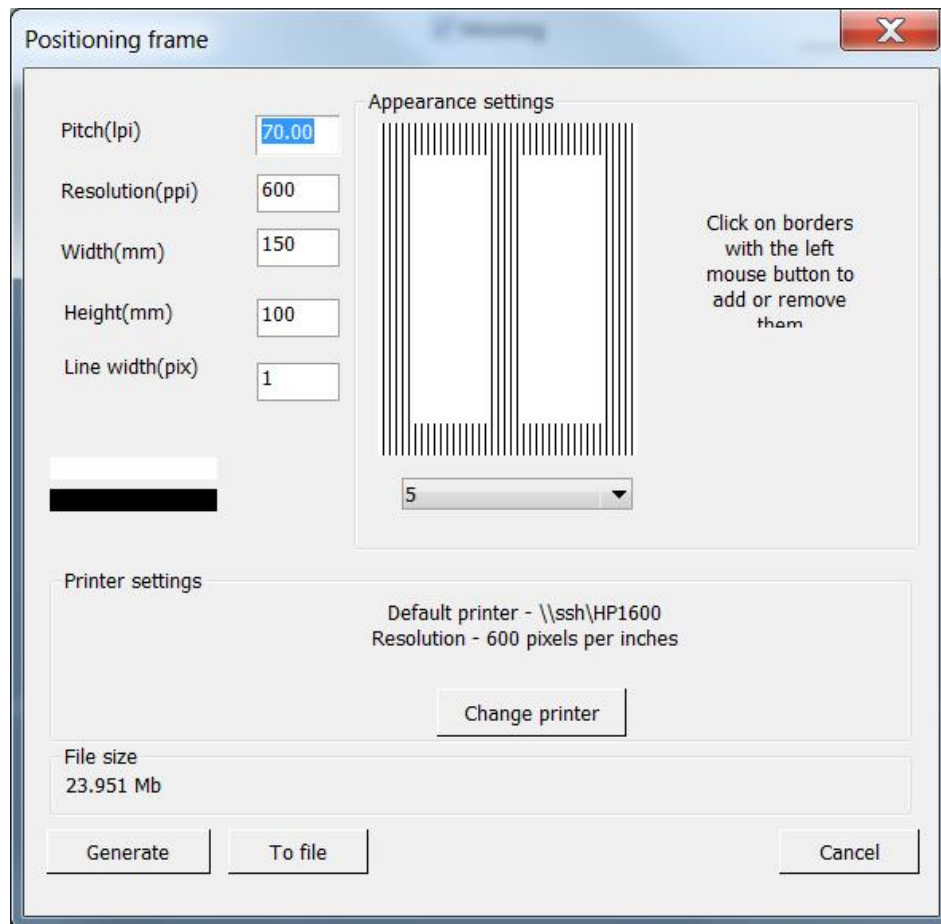 Positioning frame
Pitch(lpi)
70.00
Resolution(ppi)
600
Width(mm)
150
Height(mm)
100
Line width(pix)
1
Appearance settings
Click on borders
with the left
mouse button to
add or remove
them
5
Printer settings
Default printer - \\ssh\HP1600
Resolution - 600 pixels per inches
Change printer
File size
23.951 Mb
Generate
To file
Cancel